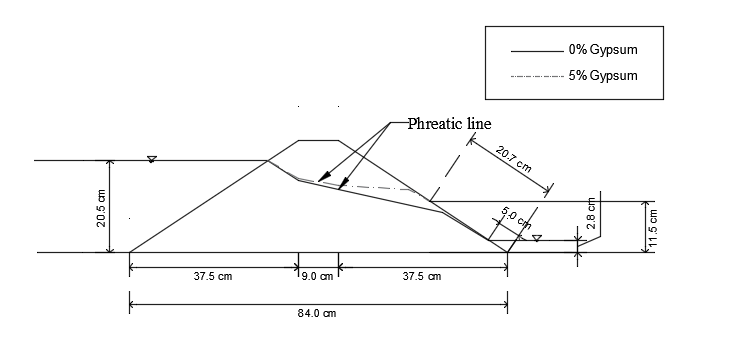 0% Gypsum
5% Gypsum
Phreatic line
20.7 cm
20.5 cm
5.0 cm
2.8 cm
11.5 cm
37.5 cm
9.0 cm
37.5 cm
84.0 cm